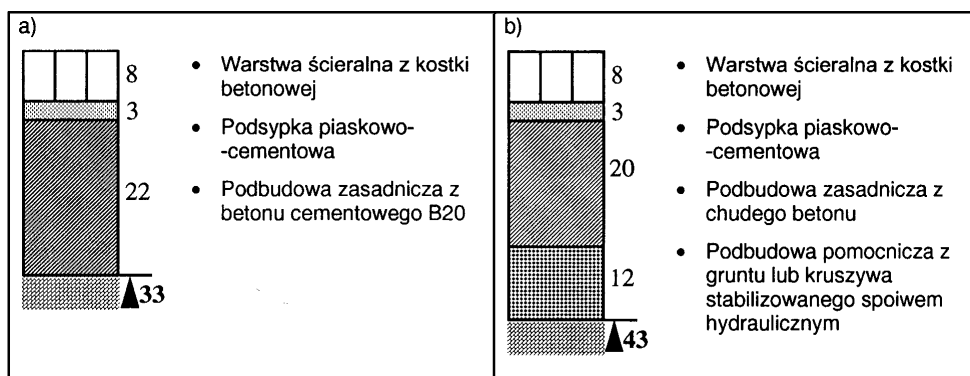 a)
8
3
22
33
• Warstwa ścieralna z kostki
betonowej
• Podsypka piaskowo-
-cementowa
• Podbudowa zasadnicza z
betonu cementowego B20
b)
8
3
20
12
43
• Warstwa ścieralna z kostki
betonowej
• Podsypka piaskowo-
-cementowa
• Podbudowa zasadnicza z
chudego betonu
• Podbudowa pomocnicza z
gruntu lub kruszywa
stabilizowanego spoiwem
hydraulicznym